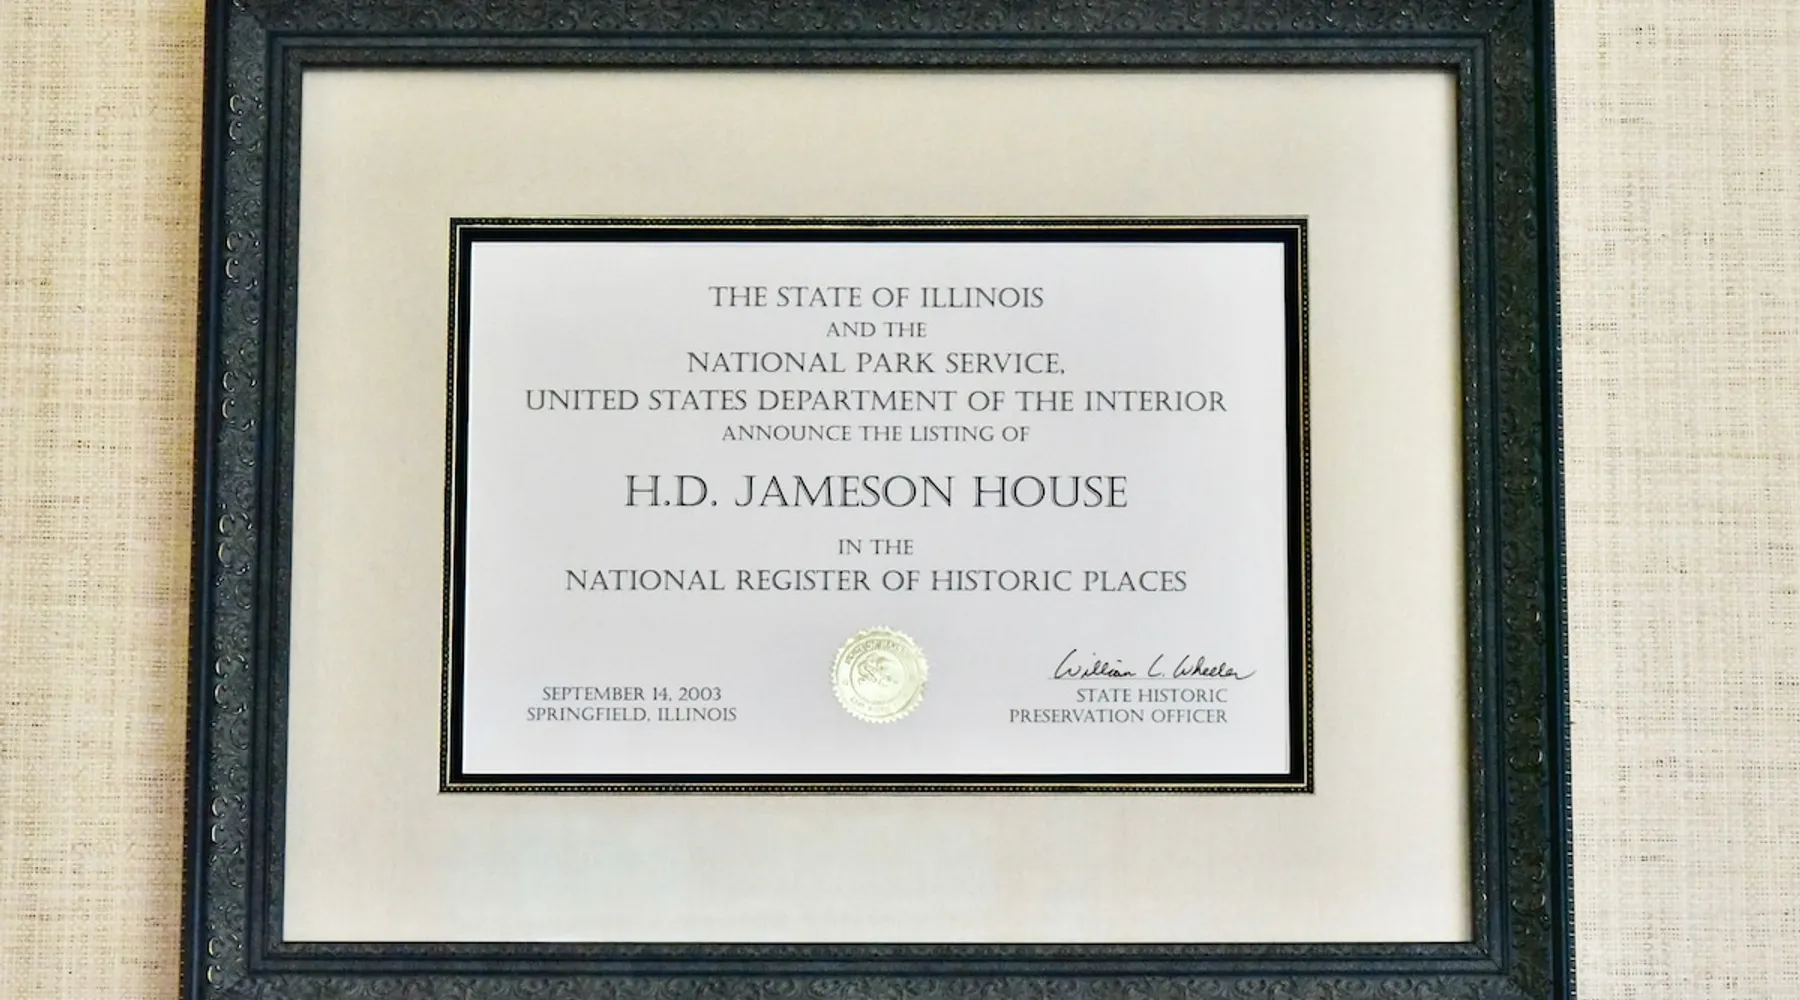 THE STATE OF ILLINOIS
AND THE
NATIONAL PARK SERVICE,
UNITED STATES DEPARTMENT OF THE INTERIOR
ANNOUNCE THE LISTING OF
H.D. JAMESON HOUSE
IN THE
NATIONAL REGISTER OF HISTORIC PLACES
SEPTEMBER 14, 2003
SPRINGFIELD, ILLINOIS
William L. Wheeler
STATE HISTORIC
PRESERVATION OFFICER